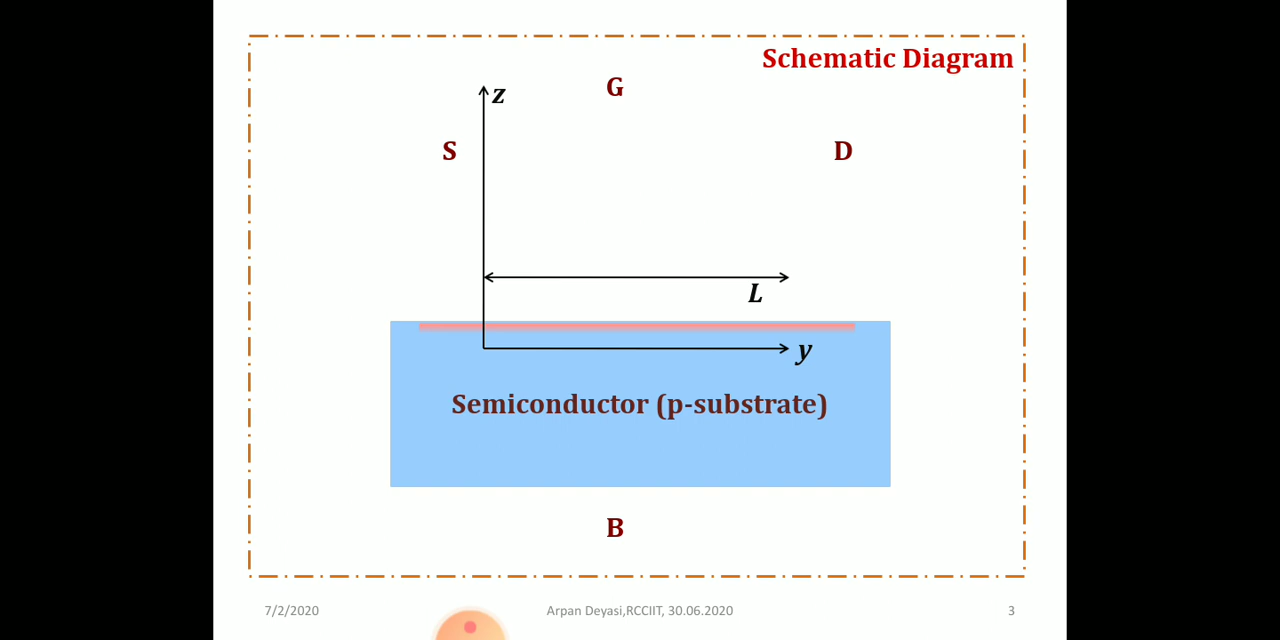 Schematic Diagram
G
z
S
D
L
y
Semiconductor (p-substrate)
B
7/2/2020
Arpan Deyasi,RCCIIT, 30.06.2020
3